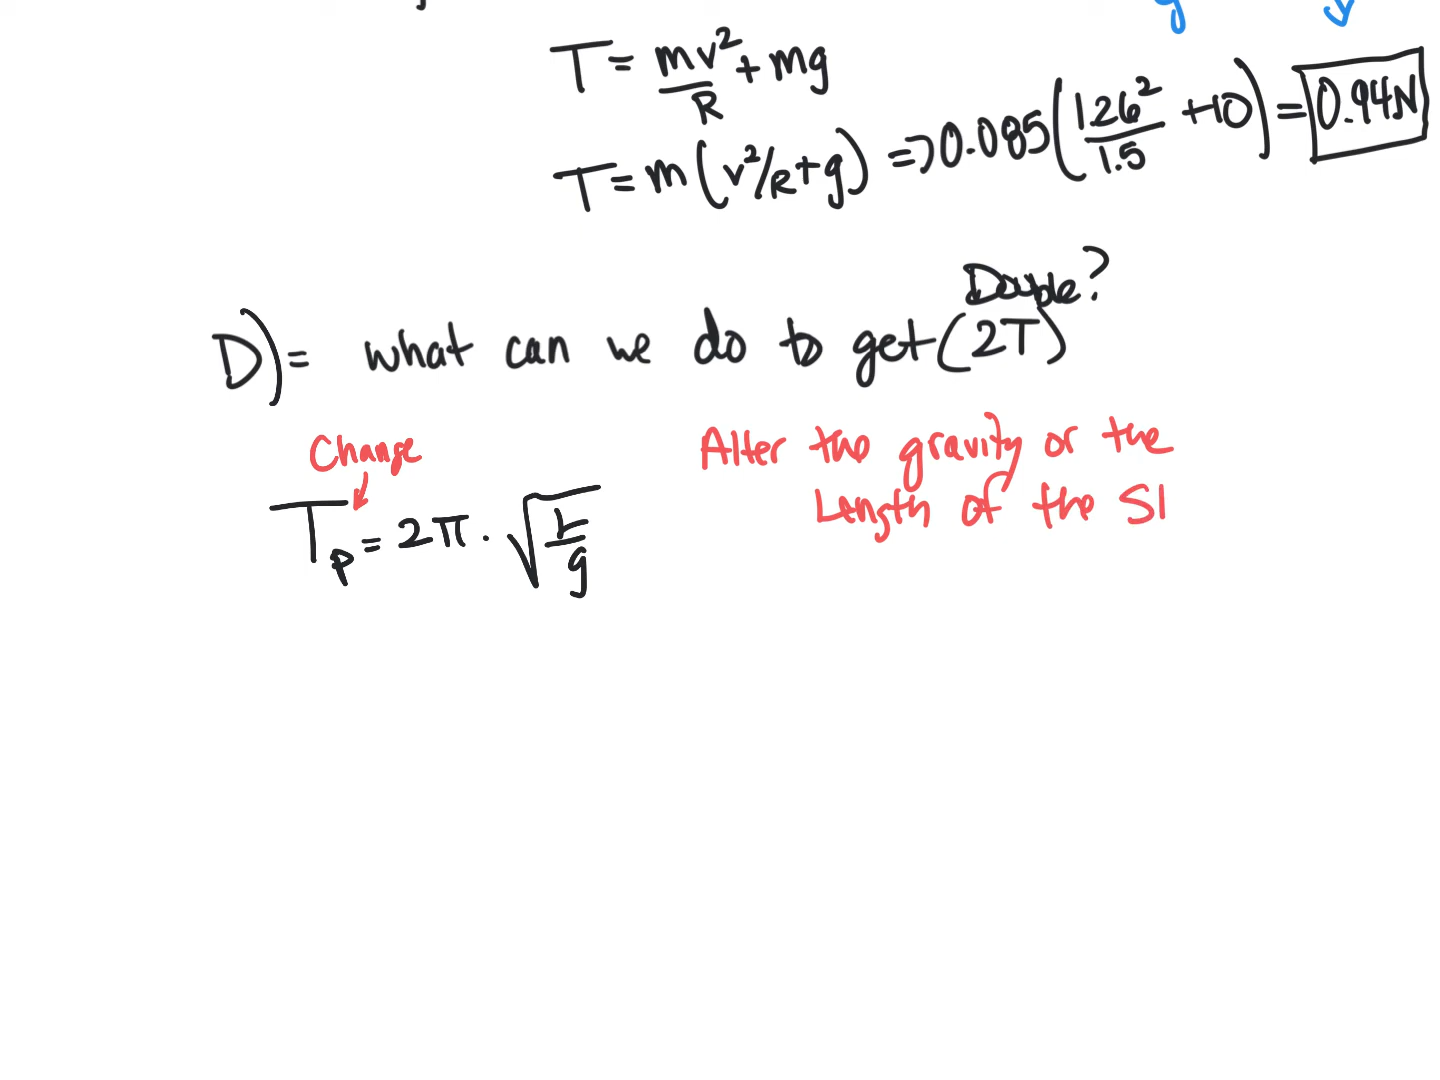 T = mv²/R + mg
T = m(v²/R + g) => 0.085(1.26²/1.5 + 10) = 0.94N
Double?
D) = what can we do to get (2T)
Change
Alter the gravity or the
Length of the SI
Tp = 2π · √(L/g)